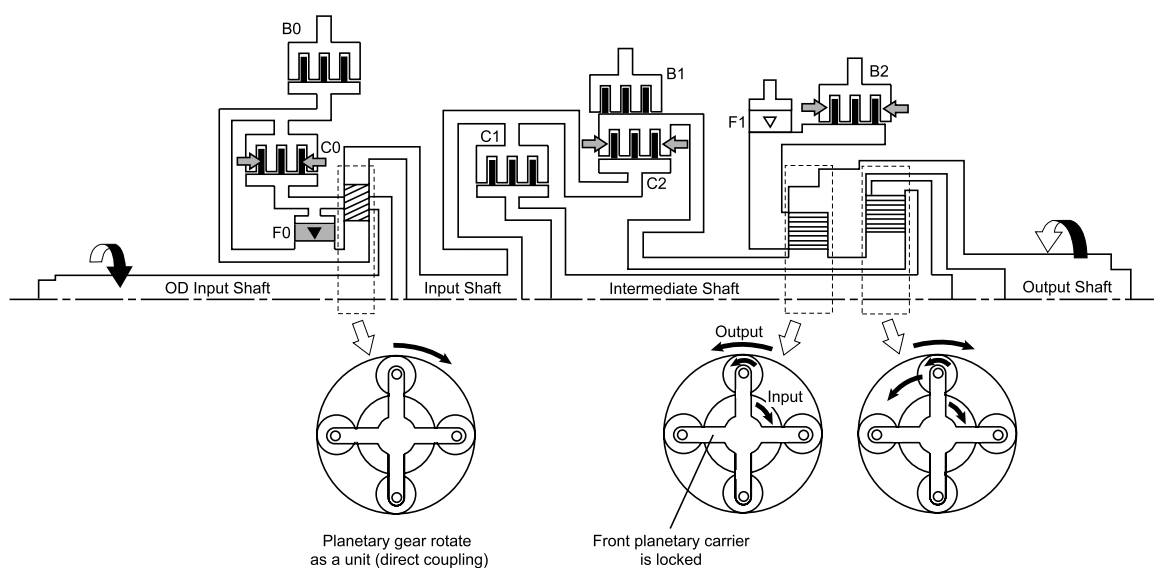 B0
B1
B2
F1
C1
C0
C2
F0
OD Input Shaft
Input Shaft
Intermediate Shaft
Output Shaft
Output
Input
Planetary gear rotate
as a unit (direct coupling)
Front planetary carrier
is locked